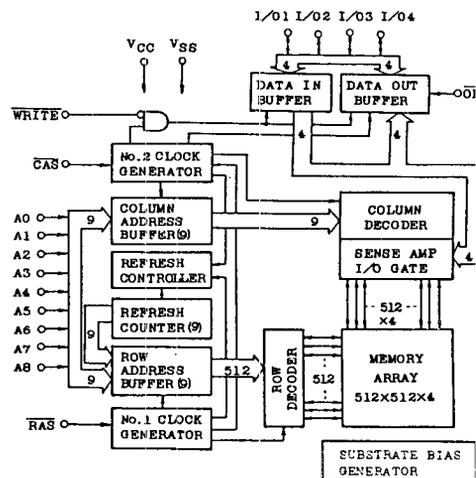 I/O1 I/O2 I/O3 I/O4
VCC
VSS
4
4
DATA IN
BUFFER
DATA OUT
BUFFER
WRITE
4
4
CAS
No.2 CLOCK
GENERATOR
A0
A1
A2
A3
A4
A5
A6
A7
A8
9
COLUMN
ADDRESS
BUFFER(9)
9
COLUMN
DECODER
REFRESH
CONTROLLER
SENSE AMP
I/O GATE
4
REFRESH
COUNTER(9)
512
×4
9
9
ROW
ADDRESS
BUFFER(9)
512
ROW
DECODER
512
MEMORY
ARRAY
512×512×4
RAS
No.1 CLOCK
GENERATOR
SUBSTRATE BIAS
GENERATOR